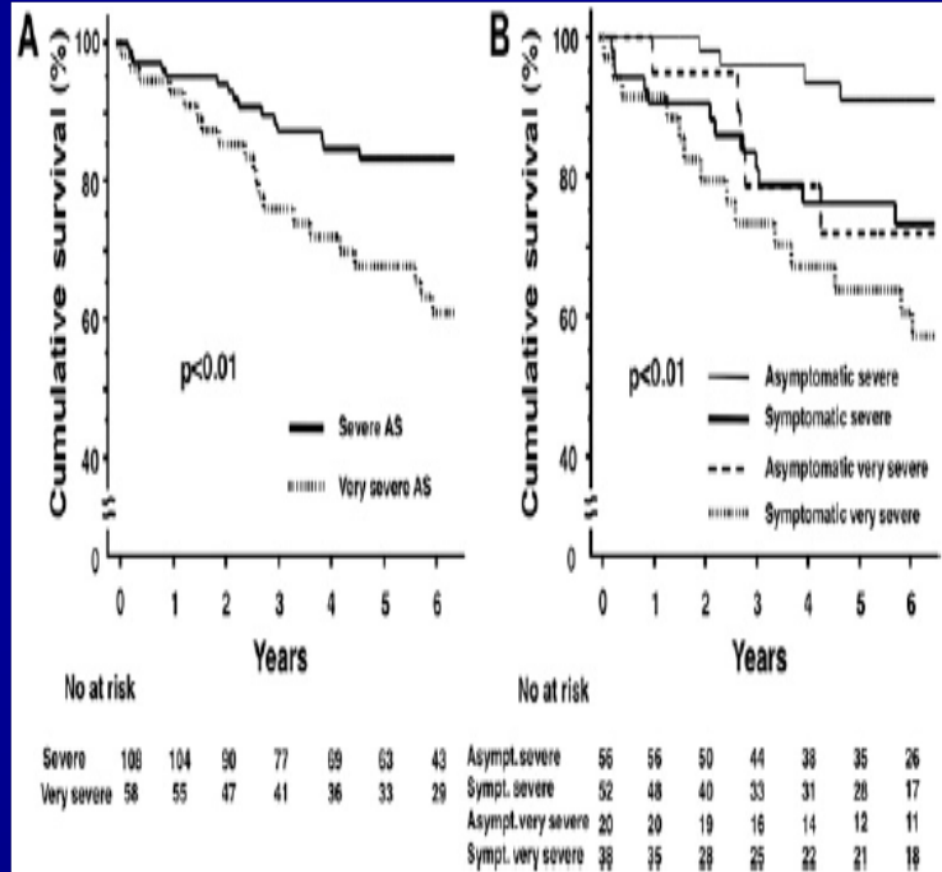 A
B
Cumulative survival (%)
100
80
60
40
0
p<0.01
Severe AS
Very severe AS
0 1 2 3 4 5 6
Years
No at risk
Severe 108 104 90 77 69 63 43
Very severe 58 55 47 41 36 33 29
Cumulative survival (%)
100
80
60
40
0
p<0.01
Asymptomatic severe
Symptomatic severe
Asymptomatic very severe
Symptomatic very severe
0 1 2 3 4 5 6
Years
No at risk
Asympt.severe 56 56 50 44 38 35 26
Sympt. severe 52 48 40 33 31 28 17
Asympt.very severe 20 20 19 16 14 12 11
Sympt. very severe 38 35 28 25 22 21 18